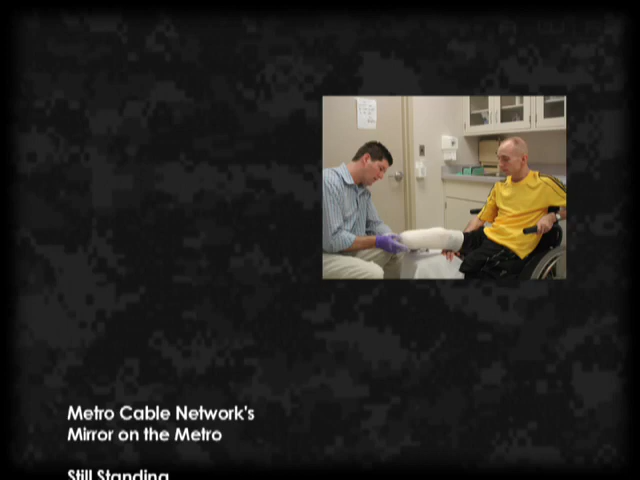 Metro Cable Network's
Mirror on the Metro
Still Standing